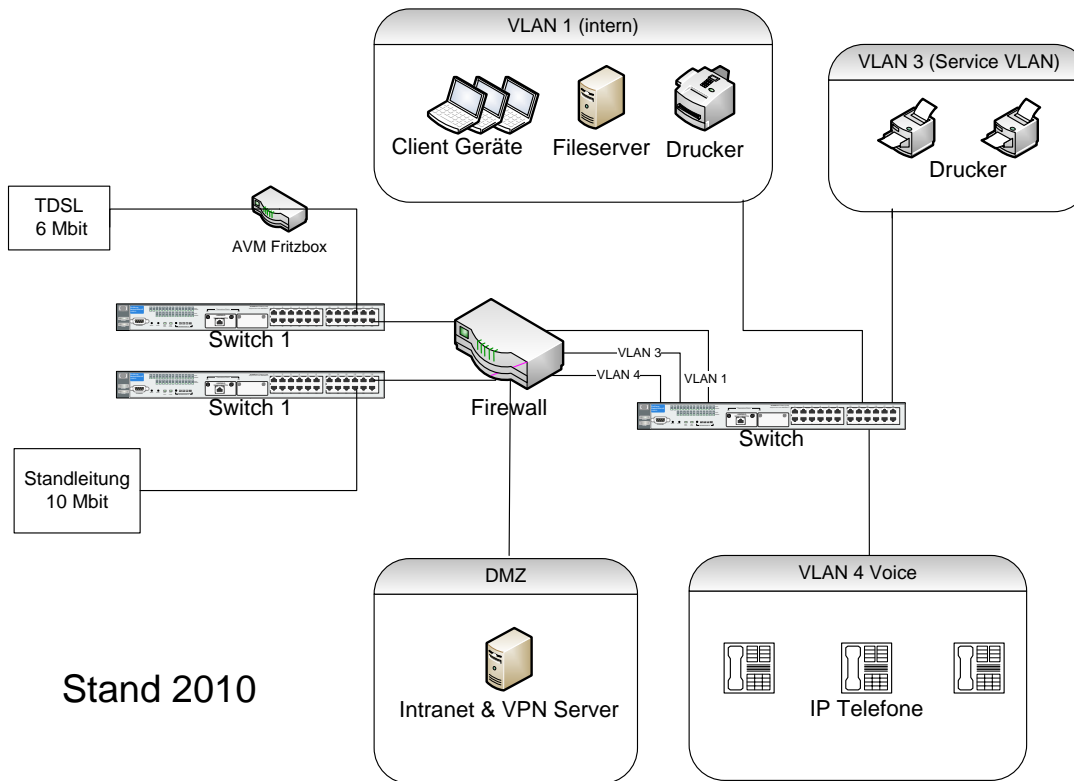 VLAN 1 (intern)
Client Geräte
Fileserver
Drucker
VLAN 3 (Service VLAN)
Drucker
TDSL
6 Mbit
AVM Fritzbox
Switch 1
Switch 1
Firewall
VLAN 3
VLAN 4
VLAN 1
Switch
Standleitung
10 Mbit
DMZ
Intranet & VPN Server
VLAN 4 Voice
IP Telefone
Stand 2010